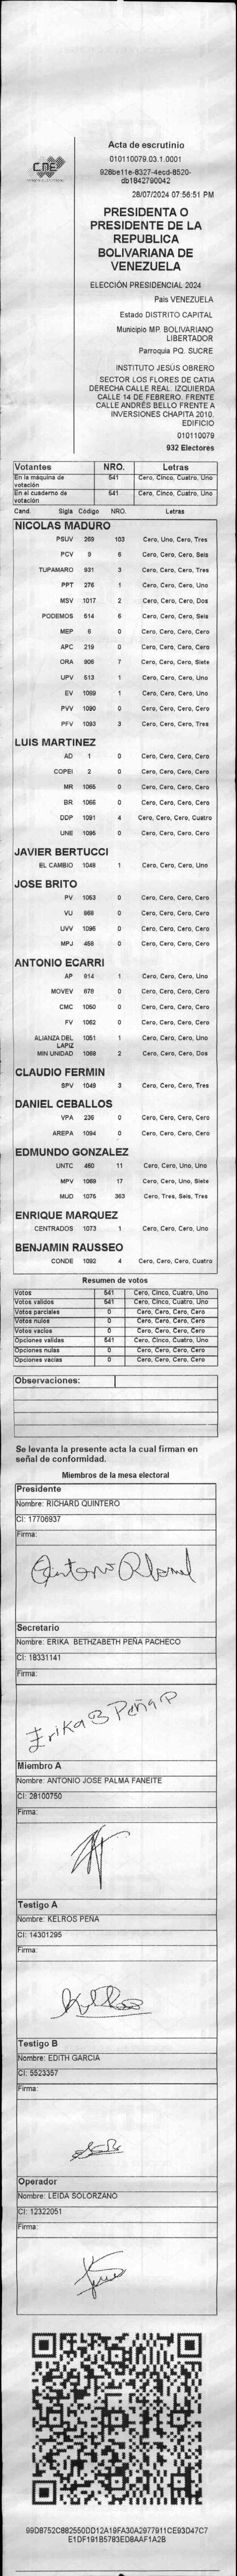 CNE
Acta de escrutinio
010110079.03.1.0001
928be11e-8327-4ecd-8520-
db1842790042
28/07/2024 07:56:51 PM
PRESIDENTA O
PRESIDENTE DE LA
REPUBLICA
BOLIVARIANA DE
VENEZUELA
ELECCIÓN PRESIDENCIAL 2024
País VENEZUELA
Estado DISTRITO CAPITAL
Municipio MP. BOLIVARIANO
LIBERTADOR
Parroquia PQ. SUCRE
INSTITUTO JESÚS OBRERO
SECTOR LOS FLORES DE CATIA
DERECHA CALLE REAL. IZQUIERDA
CALLE 14 DE FEBRERO. FRENTE
CALLE ANDRÉS BELLO FRENTE A
INVERSIONES CHAPITA 2010.
EDIFICIO
010110079
932 Electores
Votantes NRO. Letras
En la máquina de votación 541 Cero, Cinco, Cuatro, Uno
En el cuaderno de votación 541 Cero, Cinco, Cuatro, Uno
Cand. Sigla Código NRO. Letras
NICOLAS MADURO
PSUV 269 103 Cero, Uno, Cero, Tres
PCV 9 6 Cero, Cero, Cero, Seis
TUPAMARO 931 3 Cero, Cero, Cero, Tres
PPT 276 1 Cero, Cero, Cero, Uno
MSV 1017 2 Cero, Cero, Cero, Dos
PODEMOS 514 6 Cero, Cero, Cero, Seis
MEP 6 0 Cero, Cero, Cero, Cero
APC 219 0 Cero, Cero, Cero, Cero
ORA 906 7 Cero, Cero, Cero, Siete
UPV 513 1 Cero, Cero, Cero, Uno
EV 1069 1 Cero, Cero, Cero, Uno
PVV 1090 0 Cero, Cero, Cero, Cero
PFV 1093 3 Cero, Cero, Cero, Tres
LUIS MARTINEZ
AD 1 0 Cero, Cero, Cero, Cero
COPEI 2 0 Cero, Cero, Cero, Cero
MR 1065 0 Cero, Cero, Cero, Cero
BR 1066 0 Cero, Cero, Cero, Cero
DDP 1091 4 Cero, Cero, Cero, Cuatro
UNE 1095 0 Cero, Cero, Cero, Cero
JAVIER BERTUCCI
EL CAMBIO 1048 1 Cero, Cero, Cero, Uno
JOSE BRITO
PV 1053 0 Cero, Cero, Cero, Cero
VU 868 0 Cero, Cero, Cero, Cero
UVV 1096 0 Cero, Cero, Cero, Cero
MPJ 456 0 Cero, Cero, Cero, Cero
ANTONIO ECARRI
AP 914 1 Cero, Cero, Cero, Uno
MOVEV 678 0 Cero, Cero, Cero, Cero
CMC 1050 0 Cero, Cero, Cero, Cero
FV 1062 0 Cero, Cero, Cero, Cero
ALIANZA DEL LAPIZ 1051 1 Cero, Cero, Cero, Uno
MIN UNIDAD 1088 2 Cero, Cero, Cero, Dos
CLAUDIO FERMIN
SPV 1049 3 Cero, Cero, Cero, Tres
DANIEL CEBALLOS
VPA 236 0 Cero, Cero, Cero, Cero
AREPA 1094 0 Cero, Cero, Cero, Cero
EDMUNDO GONZALEZ
UNTC 460 11 Cero, Cero, Uno, Uno
MPV 1069 17 Cero, Cero, Uno, Siete
MUD 1075 363 Cero, Tres, Seis, Tres
ENRIQUE MARQUEZ
CENTRADOS 1073 1 Cero, Cero, Cero, Uno
BENJAMIN RAUSSEO
CONDE 1092 4 Cero, Cero, Cero, Cuatro
Resumen de votos
Votos 541 Cero, Cinco, Cuatro, Uno
Votos validos 541 Cero, Cinco, Cuatro, Uno
Votos parciales 0 Cero, Cero, Cero, Cero
Votos nulos 0 Cero, Cero, Cero, Cero
Votos vacíos 0 Cero, Cero, Cero, Cero
Opciones validas 541 Cero, Cinco, Cuatro, Uno
Opciones nulas 0 Cero, Cero, Cero, Cero
Opciones vacias 0 Cero, Cero, Cero, Cero
Observaciones:
Se levanta la presente acta la cual firman en
señal de conformidad.
Miembros de la mesa electoral
Presidente
Nombre: RICHARD QUINTERO
CI: 17706937
Firma:
Secretario
Nombre: ERIKA BETHZABETH PEÑA PACHECO
CI: 18331141
Firma:
Erika B Peña P
Miembro A
Nombre: ANTONIO JOSE PALMA FANEITE
CI: 28100750
Firma:
Testigo A
Nombre: KELROS PEÑA
CI: 14301295
Firma:
Testigo B
Nombre: EDITH GARCIA
CI: 5523357
Firma:
Operador
Nombre: LEIDA SOLORZANO
CI: 12322051
Firma:
99D8752C882550DD12A19FA30A2977911CE93D47C7
E1DF191B5783ED8AAF1A2B